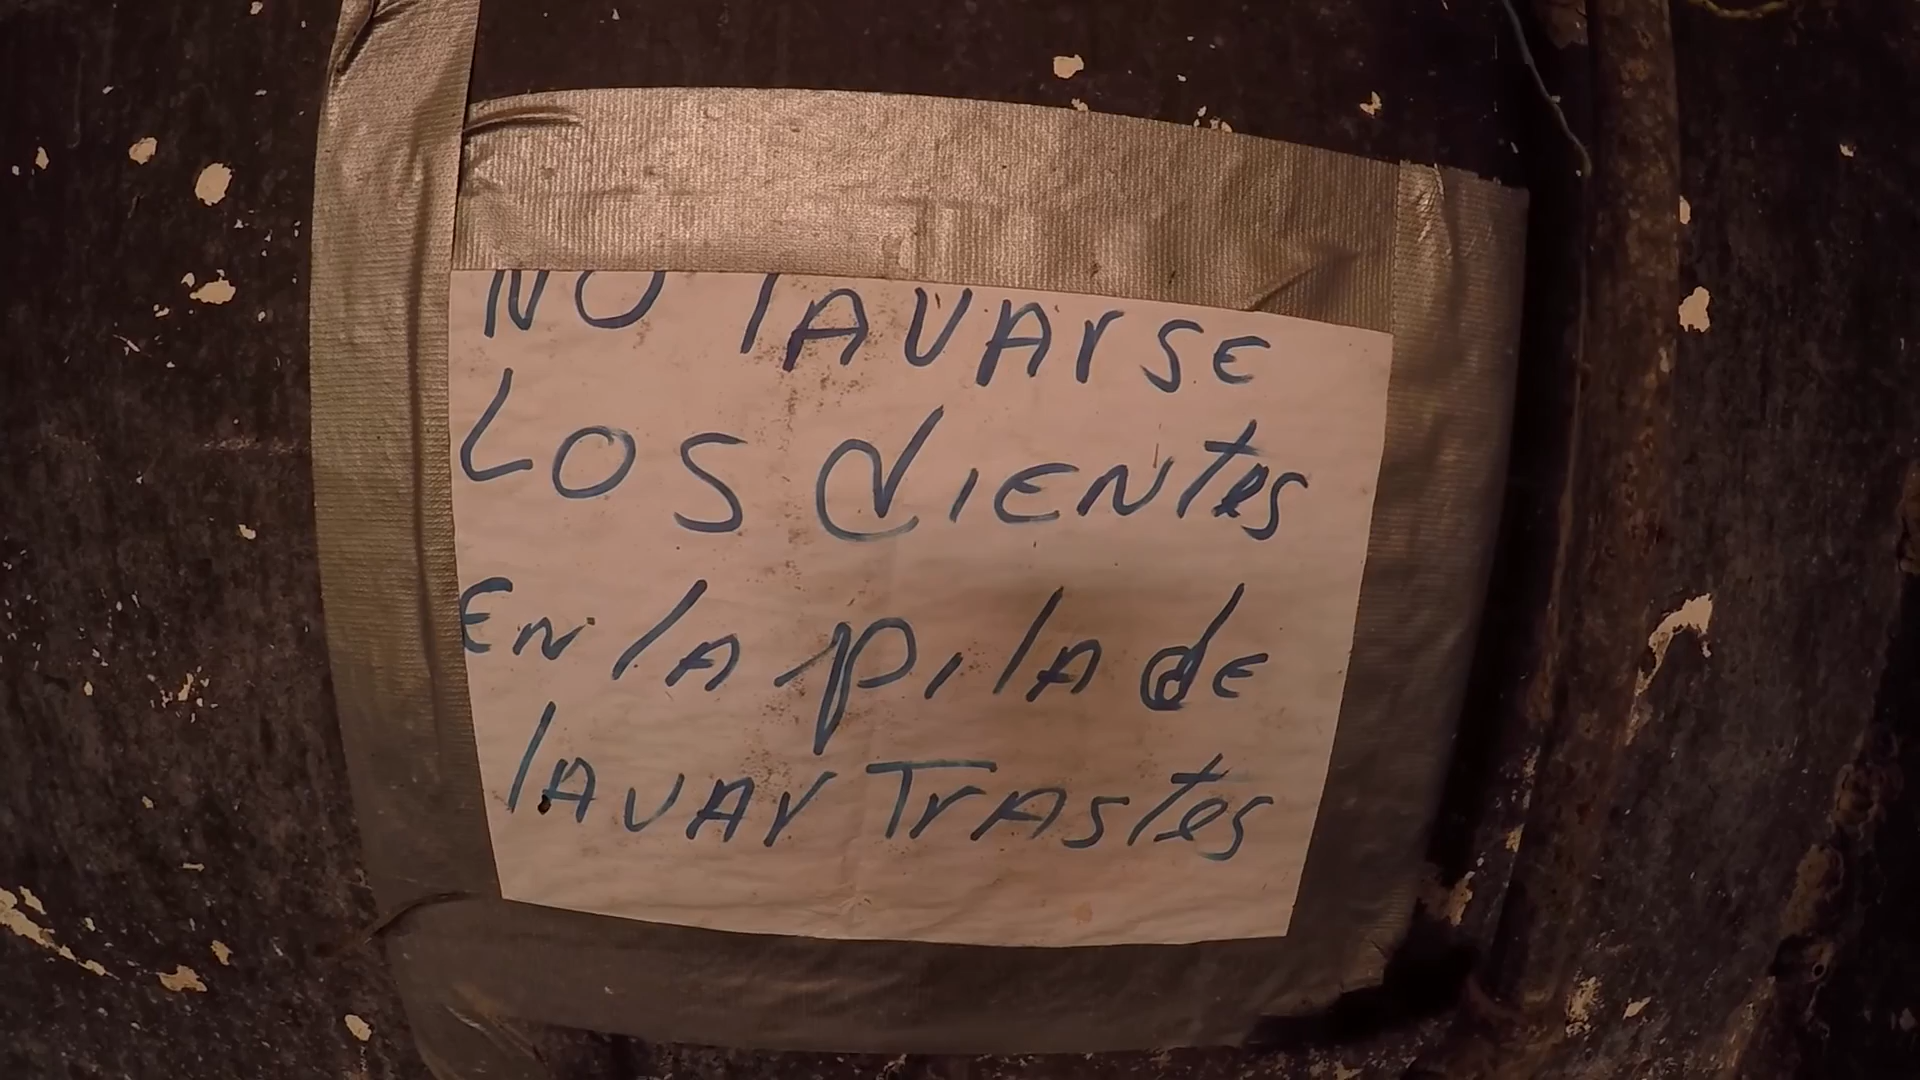 NO lAVArSE
LOS dIENtes
EN lA pilA dE
lAVAr TrAstes